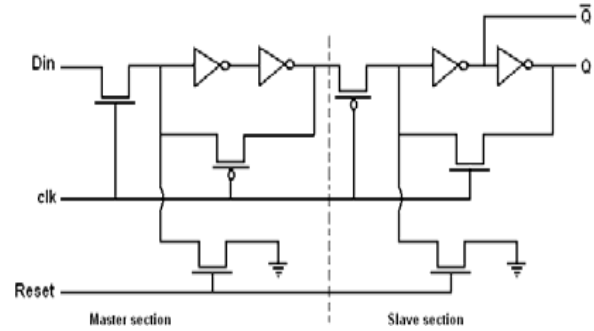 Q̅
Din
Q
clk
Reset
Master section
Slave section